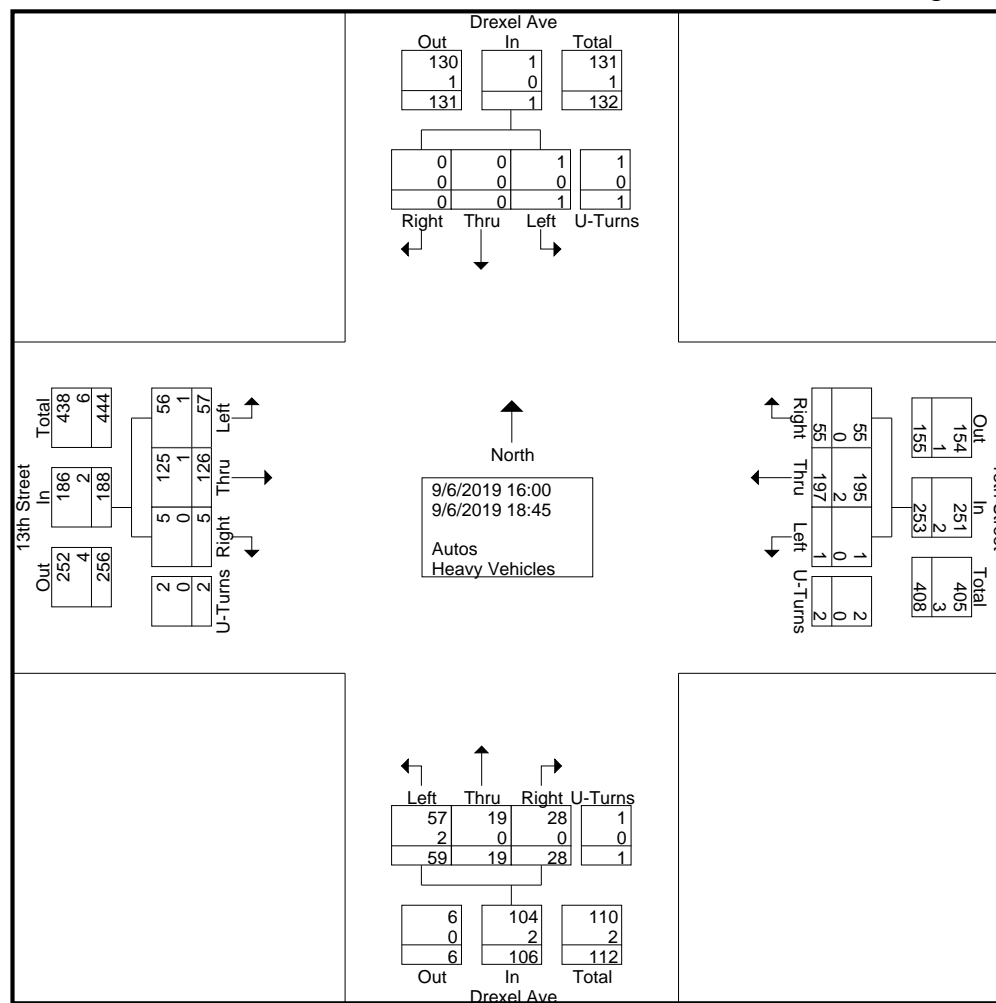 Drexel Ave
Out In Total
130 1 131
1 0 1
131 1 132
0 0 1 1
0 0 0 0
0 0 1 1
Right Thru Left U-Turns
13th Street
Total In Out
438 186 252
6 2 4
444 188 256
56 125 5 2
1 1 0 0
57 126 5 2
Left Thru Right U-Turns
North
9/6/2019 16:00
9/6/2019 18:45
Autos
Heavy Vehicles
Right Thru Left U-Turns
55 197 1 2
0 2 0 0
55 195 1 2
Out In Total
154 251 405
1 2 3
155 253 408
Left Thru Right U-Turns
57 19 28 1
2 0 0 0
59 19 28 1
6 104 110
0 2 2
6 106 112
Out In Total
Drexel Ave